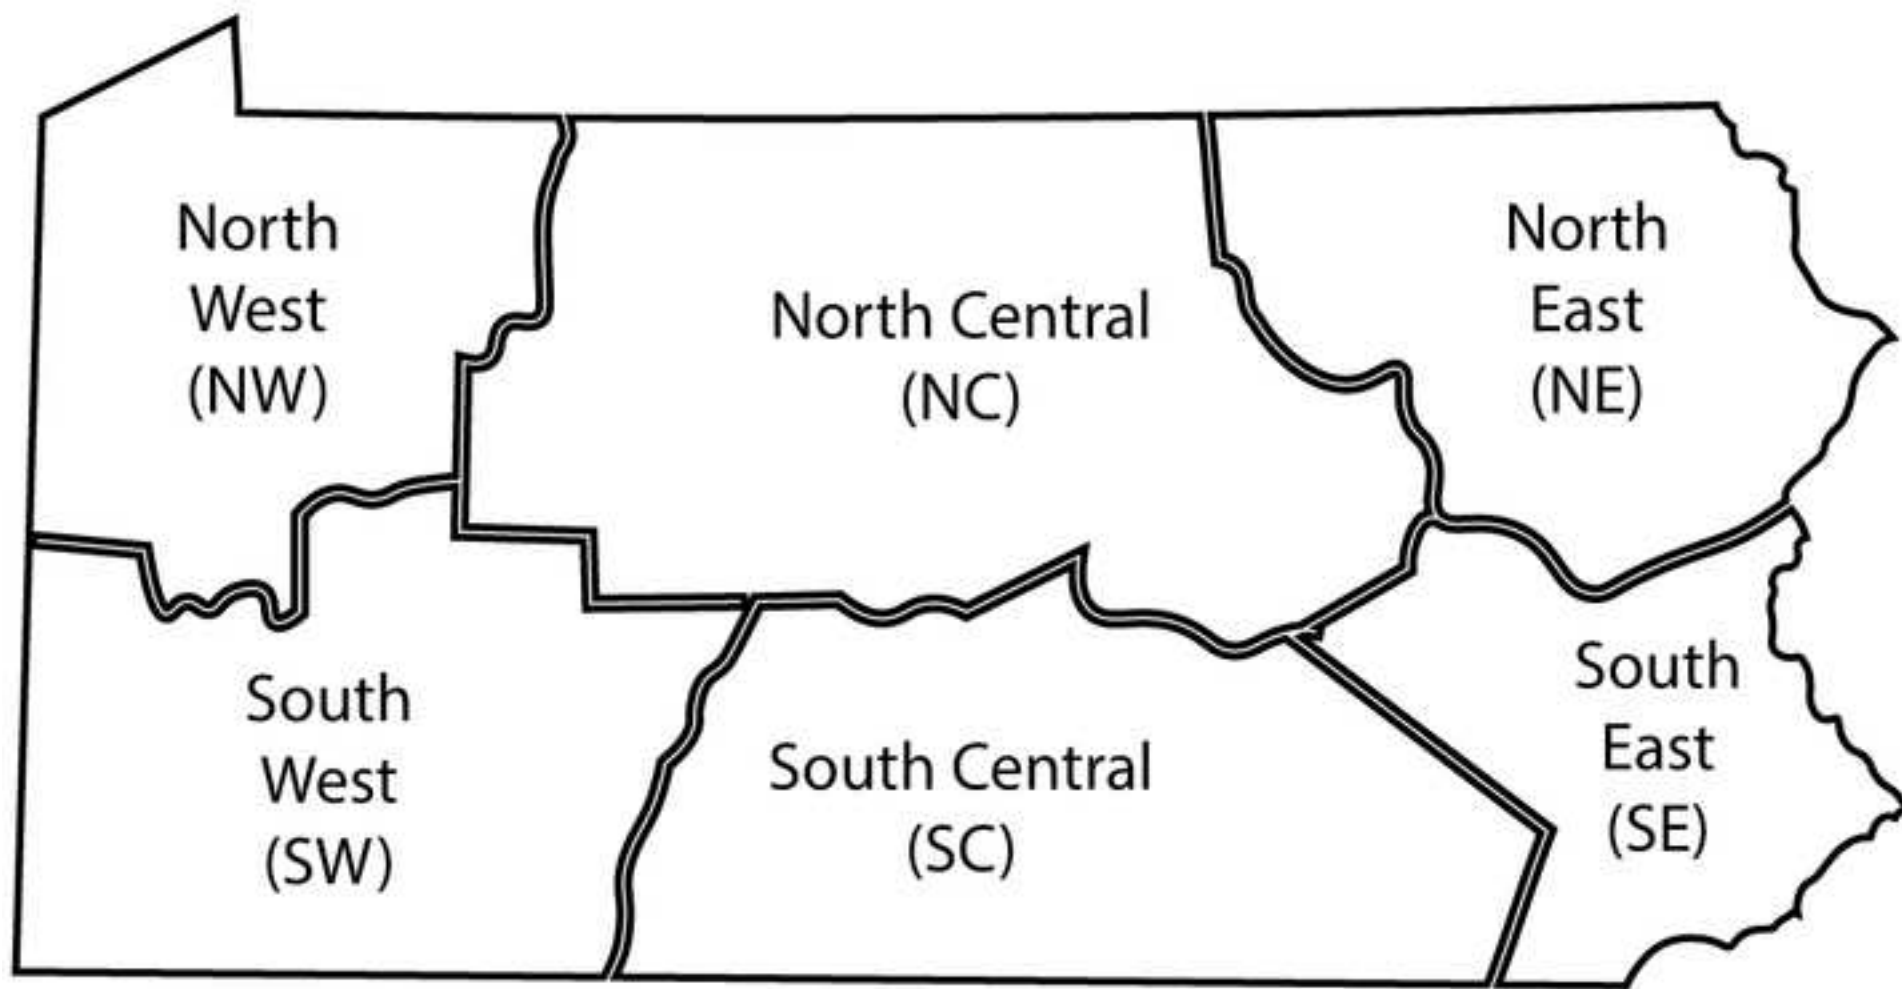 North
West
(NW)
North Central
(NC)
North
East
(NE)
South
West
(SW)
South Central
(SC)
South
East
(SE)